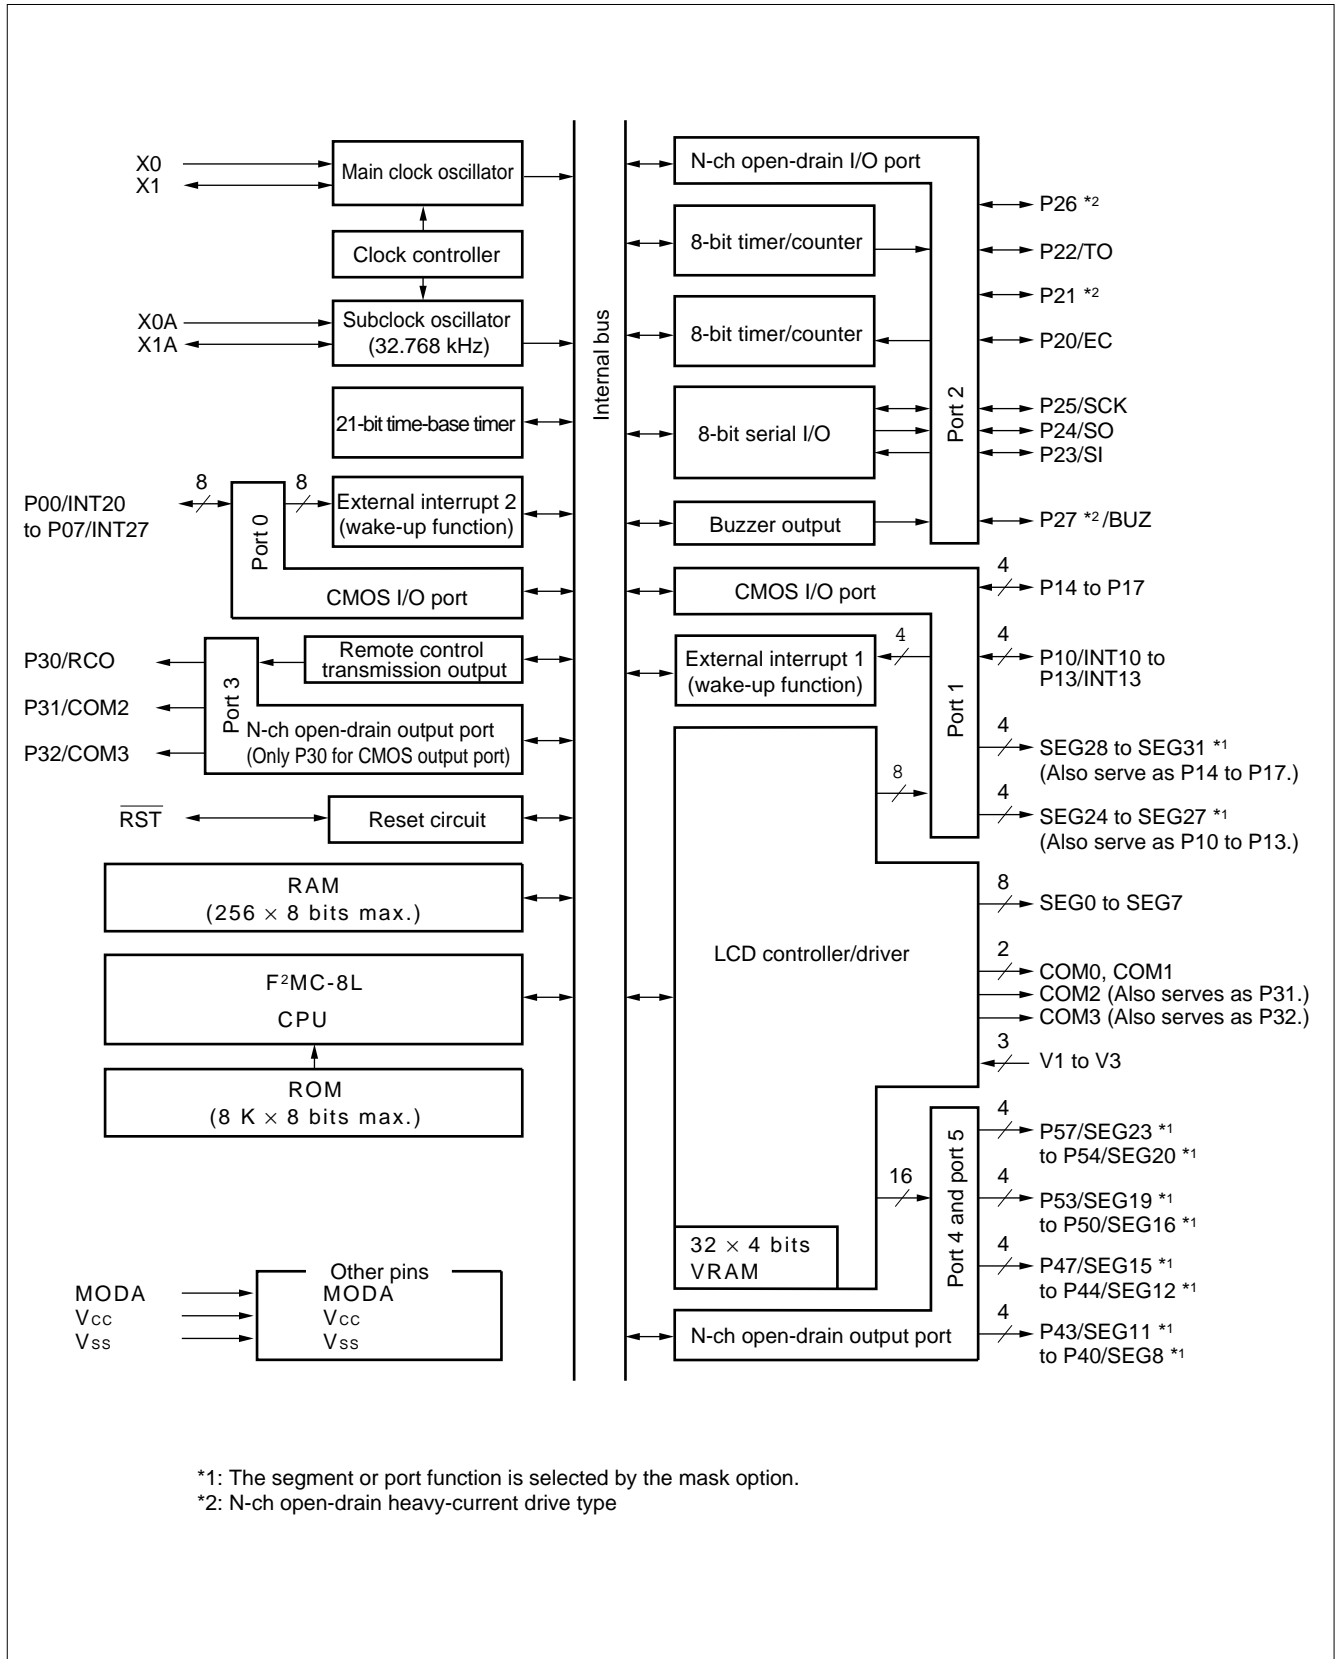 X0
X1
Main clock oscillator
Clock controller
X0A
X1A
Subclock oscillator
(32.768 kHz)
21-bit time-base timer
P00/INT20
to P07/INT27
8
8
Port 0
External interrupt 2
(wake-up function)
CMOS I/O port
P30/RCO
P31/COM2
P32/COM3
Port 3
Remote control
transmission output
N-ch open-drain output port
(Only P30 for CMOS output port)
RST
Reset circuit
RAM
(256 × 8 bits max.)
F²MC-8L
CPU
ROM
(8 K × 8 bits max.)
Other pins
MODA
MODA
Vcc
Vcc
Vss
Vss
Internal bus
N-ch open-drain I/O port
8-bit timer/counter
8-bit timer/counter
8-bit serial I/O
Buzzer output
Port 2
P26 *2
P22/TO
P21 *2
P20/EC
P25/SCK
P24/SO
P23/SI
P27 *2 /BUZ
CMOS I/O port
External interrupt 1
(wake-up function)
4
Port 1
4
P14 to P17
4
P10/INT10 to
P13/INT13
4
SEG28 to SEG31 *1
(Also serve as P14 to P17.)
8
4
SEG24 to SEG27 *1
(Also serve as P10 to P13.)
LCD controller/driver
8
SEG0 to SEG7
2
COM0, COM1
COM2 (Also serves as P31.)
COM3 (Also serves as P32.)
3
V1 to V3
16
32 × 4 bits
VRAM
Port 4 and port 5
4
P57/SEG23 *1
to P54/SEG20 *1
4
P53/SEG19 *1
to P50/SEG16 *1
4
P47/SEG15 *1
to P44/SEG12 *1
N-ch open-drain output port
4
P43/SEG11 *1
to P40/SEG8 *1
*1: The segment or port function is selected by the mask option.
*2: N-ch open-drain heavy-current drive type